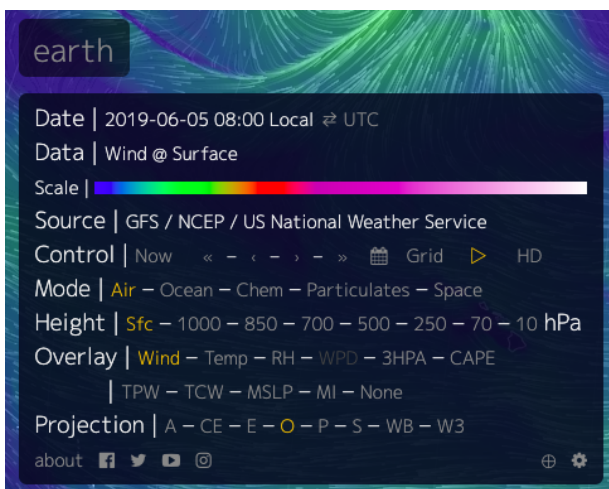 earth
Date | 2019-06-05 08:00 Local ⇄ UTC
Data | Wind @ Surface
Scale |
Source | GFS / NCEP / US National Weather Service
Control | Now « – ‹ – › – » Grid HD
Mode | Air – Ocean – Chem – Particulates – Space
Height | Sfc – 1000 – 850 – 700 – 500 – 250 – 70 – 10 hPa
Overlay | Wind – Temp – RH – WPD – 3HPA – CAPE
| TPW – TCW – MSLP – MI – None
Projection | A – CE – E – O – P – S – WB – W3
about